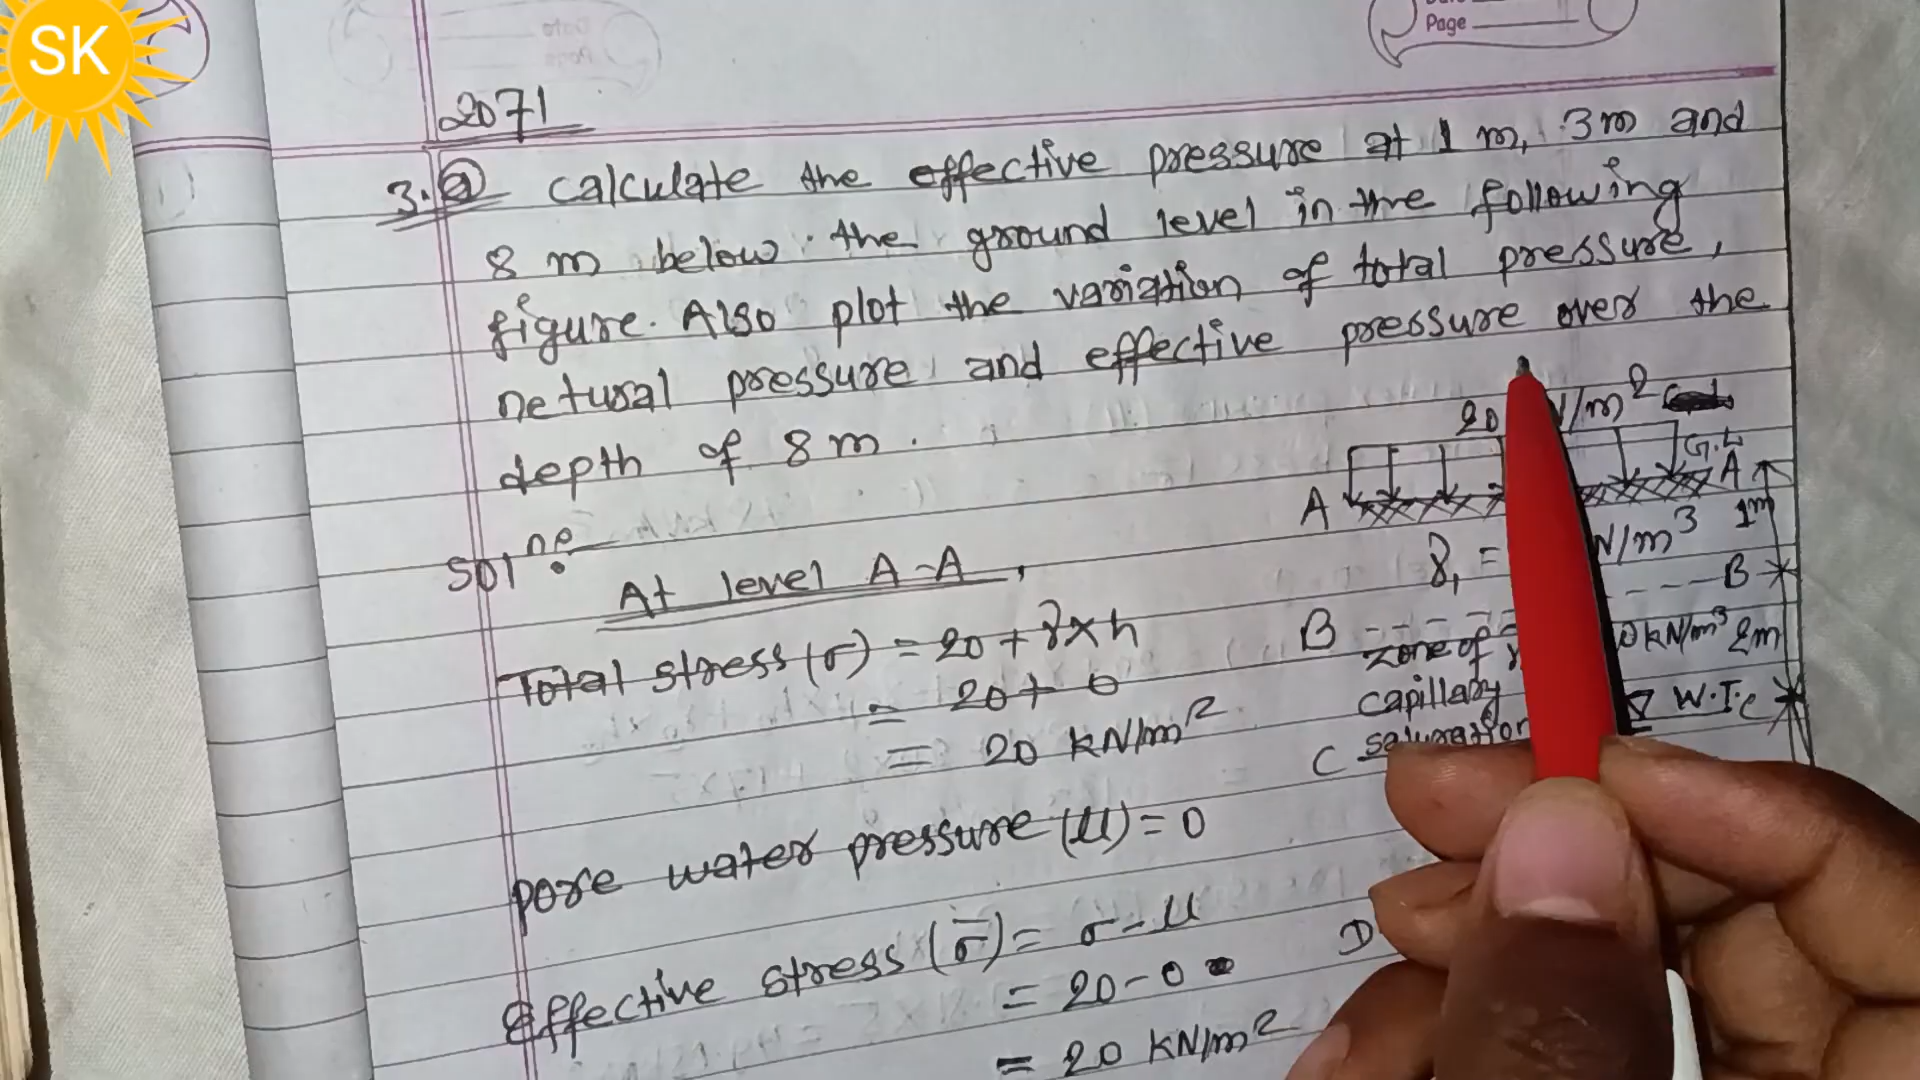 SK
Page
2071
3.(a) calculate the effective pressure at 1 m, 3m and
8 m below the ground level in the following
figure. Also plot the variation of total pressure,
netural pressure and effective pressure over the
depth of 8 m.
20 N/m²
G.L
A A
1m
γ₁ = N/m³
B B
zone of
0kN/m³ 2m
capillary
saturation
W.T.
C C
D
Solⁿᵉ:
At level A-A,
Total stress (σ) = 20 + γ×h
= 20 + 0
= 20 kN/m²
pore water pressure (u) = 0
Effective stress (σ̄) = σ - u
= 20 - 0
= 20 kN/m²